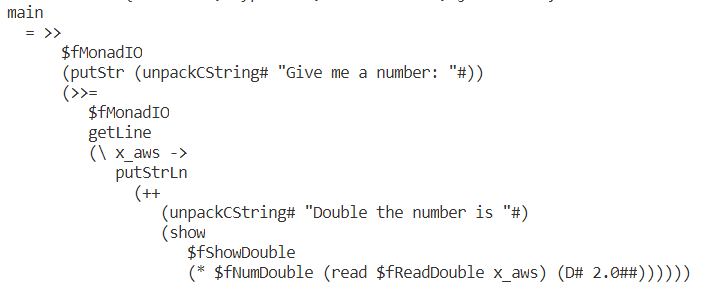 main
= >>
$fMonadIO
(putStr (unpackCString# "Give me a number: "#))
(>>=
$fMonadIO
getLine
(\ x_aws ->
putStrLn
(++
(unpackCString# "Double the number is "#)
(show
$fShowDouble
(* $fNumDouble (read $fReadDouble x_aws) (D# 2.0##))))))